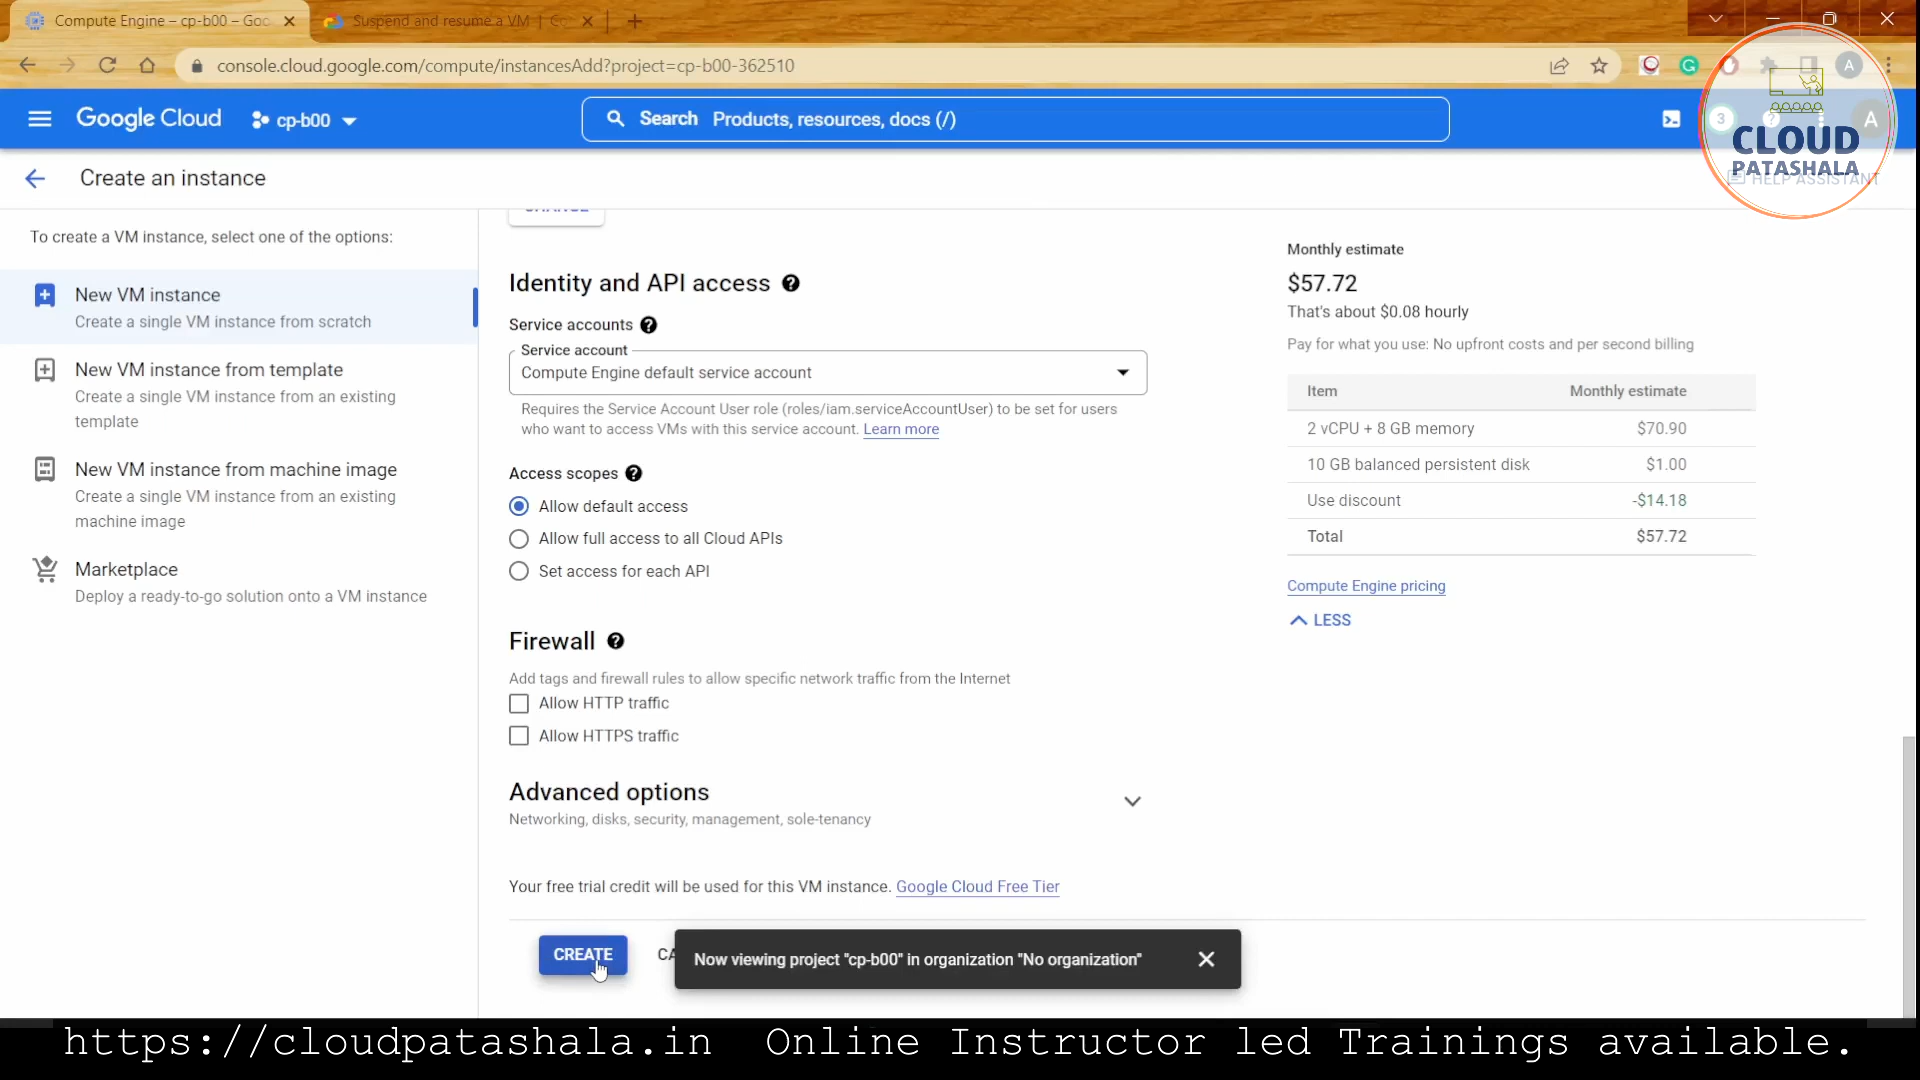 Compute Engine – cp-b00 – Goo
Suspend and resume a VM | Co
console.cloud.google.com/compute/instancesAdd?project=cp-b00-362510
A
Google Cloud
cp-b00
Search Products, resources, docs (/)
3
A
CLOUD
PATASHALA
HELP ASSISTANT
Create an instance
To create a VM instance, select one of the options:
New VM instance
Create a single VM instance from scratch
New VM instance from template
Create a single VM instance from an existing
template
New VM instance from machine image
Create a single VM instance from an existing
machine image
Marketplace
Deploy a ready-to-go solution onto a VM instance
CHANGE
Identity and API access
Service accounts
Service account
Compute Engine default service account
Requires the Service Account User role (roles/iam.serviceAccountUser) to be set for users
who want to access VMs with this service account. Learn more
Access scopes
Allow default access
Allow full access to all Cloud APIs
Set access for each API
Firewall
Add tags and firewall rules to allow specific network traffic from the Internet
Allow HTTP traffic
Allow HTTPS traffic
Advanced options
Networking, disks, security, management, sole-tenancy
Your free trial credit will be used for this VM instance. Google Cloud Free Tier
CREATE
Now viewing project "cp-b00" in organization "No organization"
Monthly estimate
$57.72
That's about $0.08 hourly
Pay for what you use: No upfront costs and per second billing
Item Monthly estimate
2 vCPU + 8 GB memory $70.90
10 GB balanced persistent disk $1.00
Use discount -$14.18
Total $57.72
Compute Engine pricing
LESS
https://cloudpatashala.in Online Instructor led Trainings available.